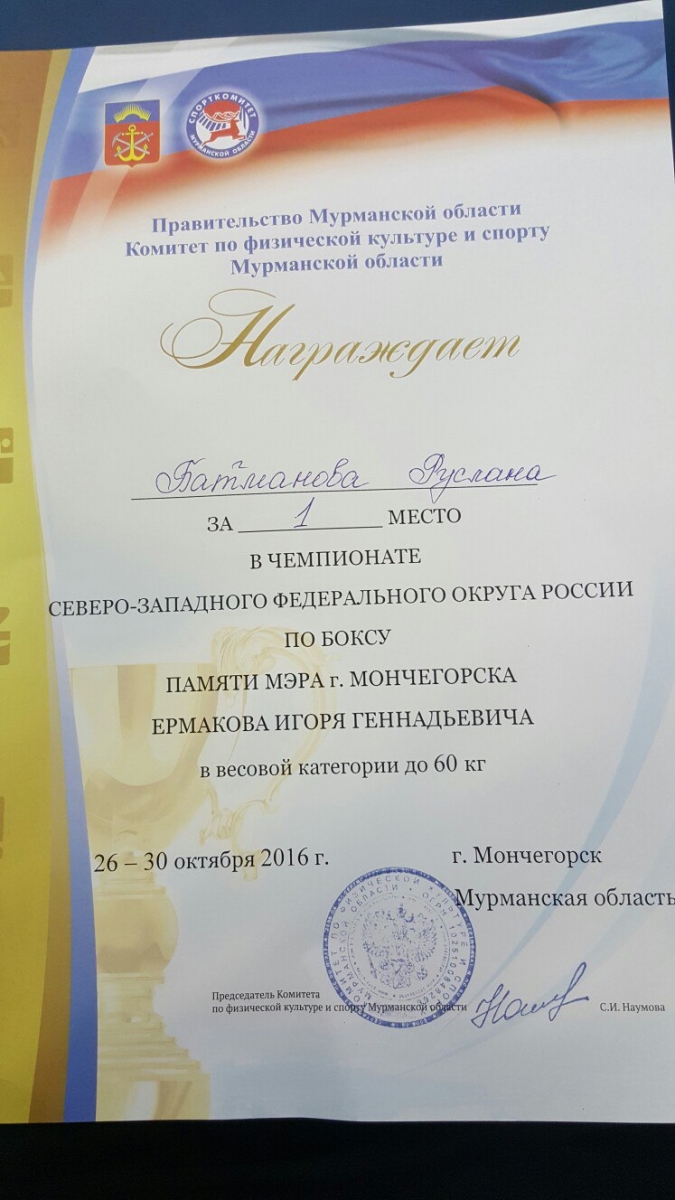 СПОРТКОМИТЕТ
МУРМАНСКОЙ ОБЛАСТИ
Правительство Мурманской области
Комитет по физической культуре и спорту
Мурманской области
Награждает
Батманова Руслана
ЗА 1 МЕСТО
В ЧЕМПИОНАТЕ
СЕВЕРО-ЗАПАДНОГО ФЕДЕРАЛЬНОГО ОКРУГА РОССИИ
ПО БОКСУ
ПАМЯТИ МЭРА г. МОНЧЕГОРСКА
ЕРМАКОВА ИГОРЯ ГЕННАДЬЕВИЧА
в весовой категории до 60 кг
26 – 30 октября 2016 г. г. Мончегорск
Мурманская область
Председатель Комитета
по физической культуре и спорту Мурманской области С.И. Наумова